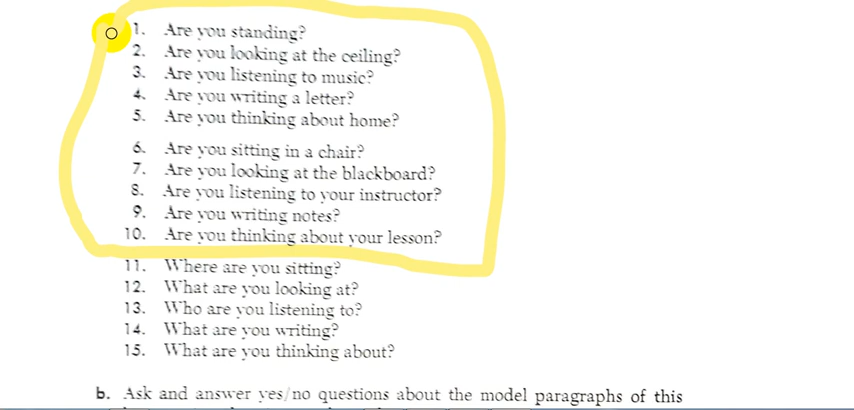 1. Are you standing?
2. Are you looking at the ceiling?
3. Are you listening to music?
4. Are you writing a letter?
5. Are you thinking about home?
6. Are you sitting in a chair?
7. Are you looking at the blackboard?
8. Are you listening to your instructor?
9. Are you writing notes?
10. Are you thinking about your lesson?
11. Where are you sitting?
12. What are you looking at?
13. Who are you listening to?
14. What are you writing?
15. What are you thinking about?
b. Ask and answer yes/no questions about the model paragraphs of this